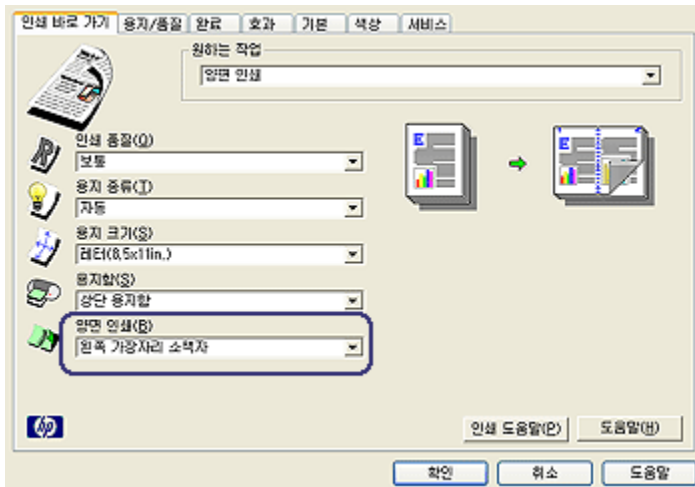 인쇄 바로 가기 용지/품질 완료 효과 기본 색상 서비스
원하는 작업
양면 인쇄
인쇄 품질(Q)
보통
용지 종류(T)
자동
용지 크기(S)
레터(8,5x11in,)
용지함(S)
상단 용지함
양면 인쇄(B)
왼쪽 가장자리 소책자
hp
인쇄 도움말(P) 도움말(H)
확인 취소 도움말